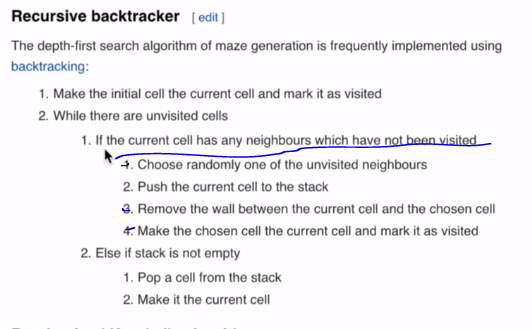 Recursive backtracker [ edit ]
The depth-first search algorithm of maze generation is frequently implemented using
backtracking:
1. Make the initial cell the current cell and mark it as visited
2. While there are unvisited cells
1. If the current cell has any neighbours which have not been visited
1. Choose randomly one of the unvisited neighbours
2. Push the current cell to the stack
3. Remove the wall between the current cell and the chosen cell
4. Make the chosen cell the current cell and mark it as visited
2. Else if stack is not empty
1. Pop a cell from the stack
2. Make it the current cell